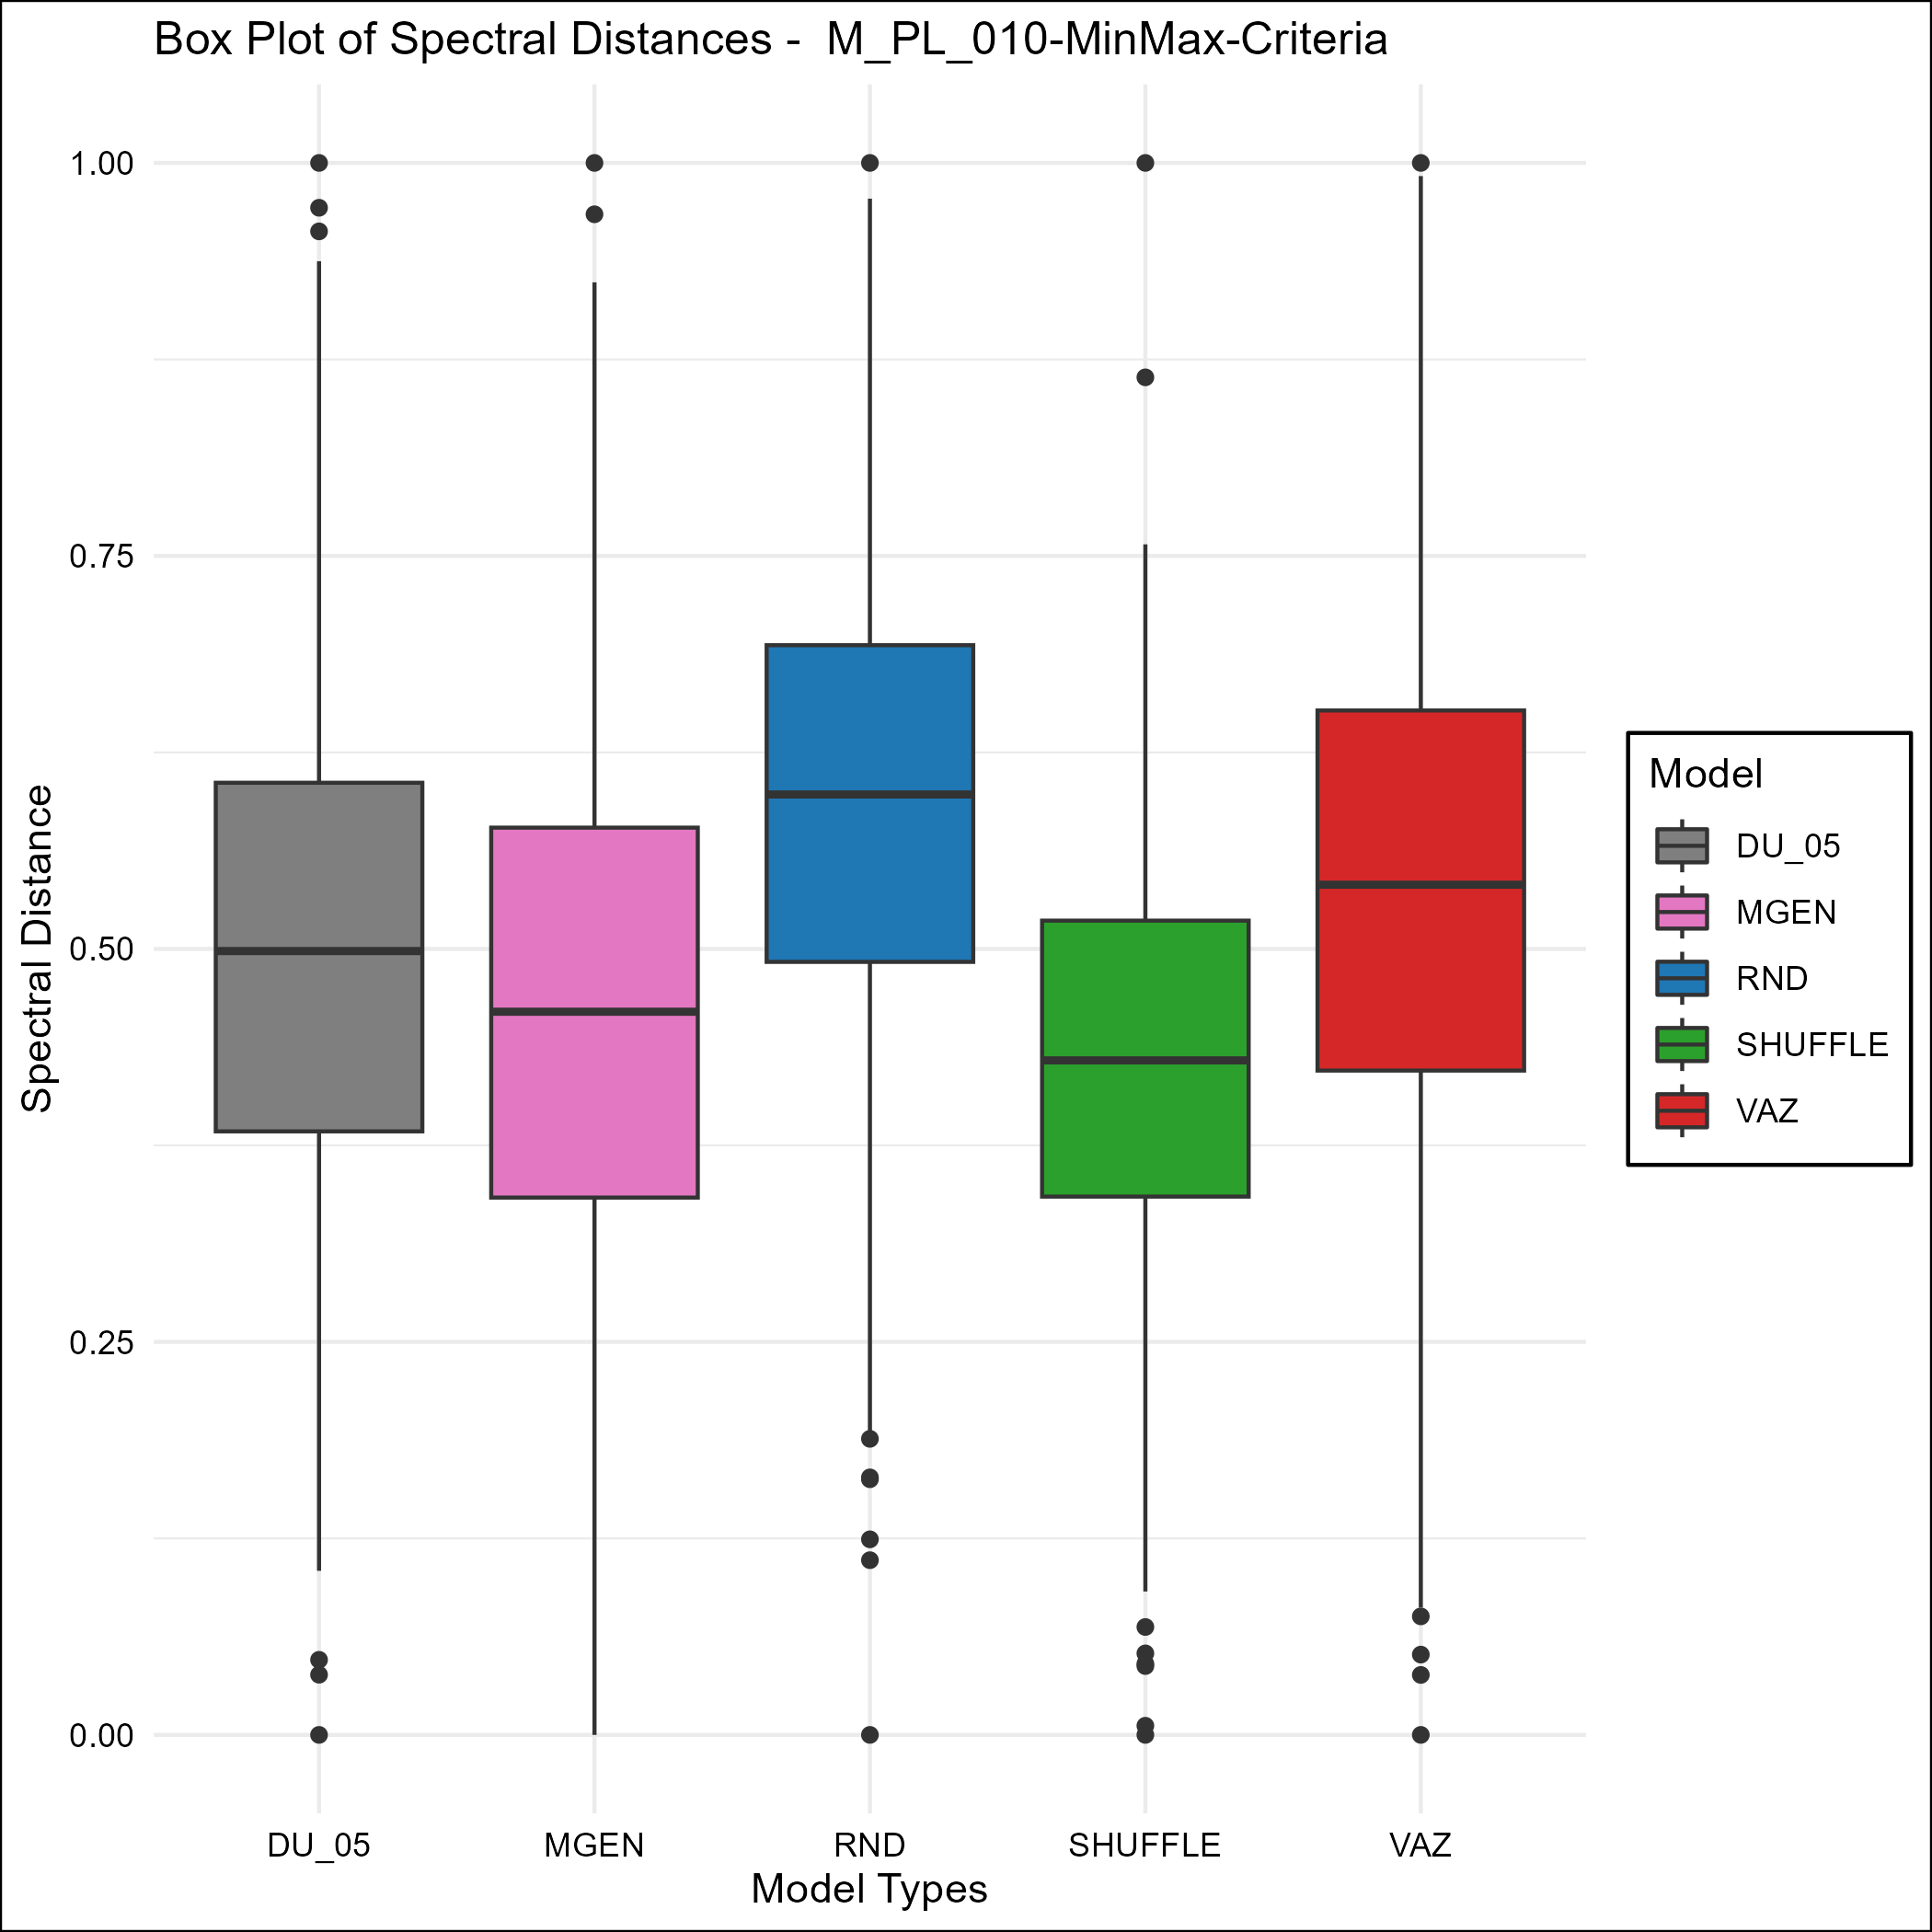 Box Plot of Spectral Distances -  M_PL_010-MinMax-Criteria
1.00
0.75
0.50
0.25
0.00
Spectral Distance
DU_05
MGEN
RND
SHUFFLE
VAZ
Model Types
Model
DU_05
MGEN
RND
SHUFFLE
VAZ